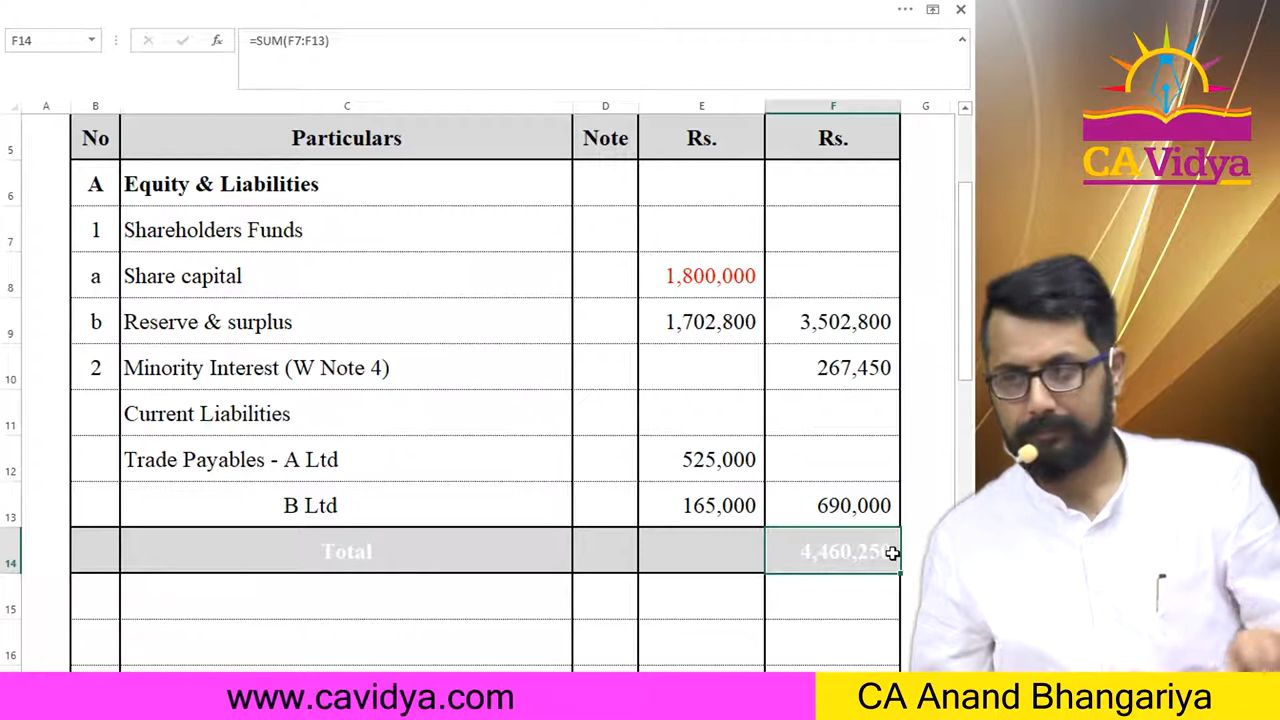 F14
fx
=SUM(F7:F13)
A B C D E F G
5 No Particulars Note Rs. Rs.
6 A Equity & Liabilities
7 1 Shareholders Funds
8 a Share capital 1,800,000
9 b Reserve & surplus 1,702,800 3,502,800
10 2 Minority Interest (W Note 4) 267,450
11 Current Liabilities
12 Trade Payables - A Ltd 525,000
13 B Ltd 165,000 690,000
14 Total
15
16
CA Vidya
www.cavidya.com
CA Anand Bhangariya